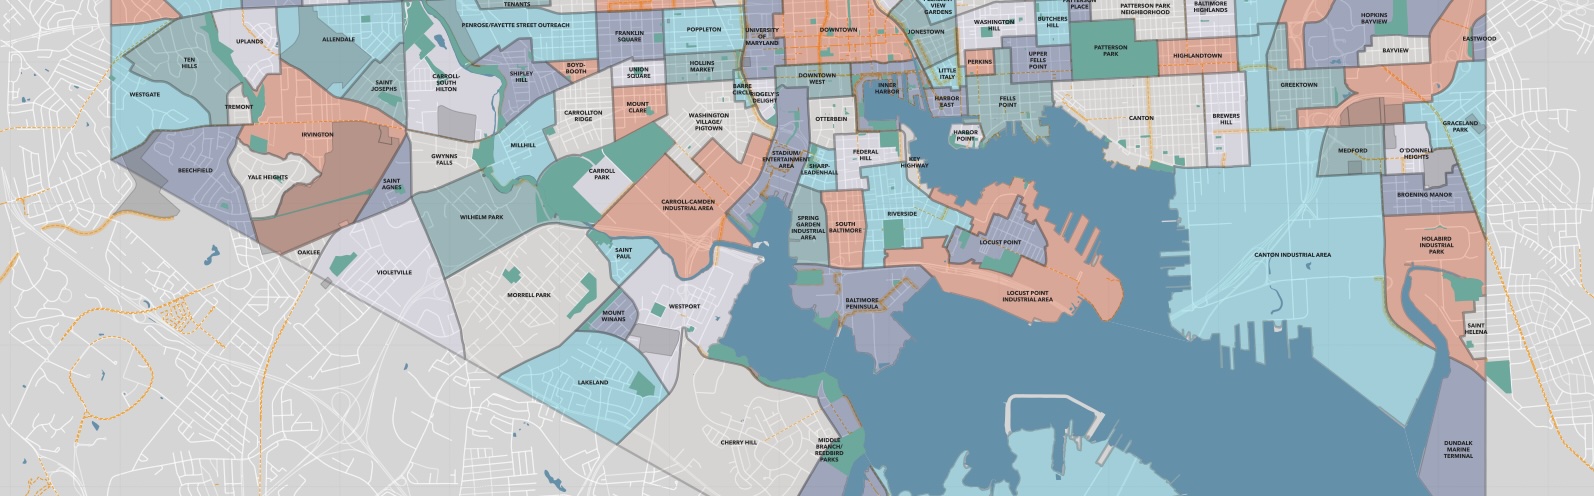 TENANTS
PENROSE/FAYETTE STREET OUTREACH
UPLANDS
ALLENDALE
TEN
HILLS
WESTGATE
TREMONT
SAINT
JOSEPHS
CARROLL-
SOUTH
HILTON
SHIPLEY
HILL
BOYD-
BOOTH
FRANKLIN
SQUARE
UNION
SQUARE
POPPLETON
HOLLINS
MARKET
UNIVERSITY
OF
MARYLAND
DOWNTOWN
DOWNTOWN
WEST
BARRE
CIRCLE
RIDGELY'S
DELIGHT
VIEW
GARDENS
JONESTOWN
LITTLE
ITALY
INNER
HARBOR
HARBOR
EAST
WASHINGTON
HILL
BUTCHERS
HILL
PATTERSON
PLACE
PERKINS
UPPER
FELLS
POINT
FELLS
POINT
HARBOR
POINT
PATTERSON
PARK
PATTERSON PARK
NEIGHBORHOOD
BALTIMORE
HIGHLANDS
HIGHLANDTOWN
HOPKINS
BAYVIEW
BAYVIEW
EASTWOOD
GREEKTOWN
BREWERS
HILL
CANTON
GRACELAND
PARK
MEDFORD
O'DONNELL
HEIGHTS
BROENING MANOR
HOLABIRD
INDUSTRIAL
PARK
SAINT
HELENA
DUNDALK
MARINE
TERMINAL
CANTON INDUSTRIAL AREA
IRVINGTON
BEECHFIELD
YALE HEIGHTS
SAINT
AGNES
GWYNNS
FALLS
MILLHILL
CARROLLTON
RIDGE
MOUNT
CLARE
WASHINGTON
VILLAGE/
PIGTOWN
OTTERBEIN
STADIUM/
ENTERTAINMENT
AREA
SHARP-
LEADENHALL
FEDERAL
HILL
KEY
HIGHWAY
CARROLL
PARK
CARROLL-CAMDEN
INDUSTRIAL AREA
WILHELM PARK
OAKLEE
VIOLETVILLE
MORRELL PARK
SAINT
PAUL
MOUNT
WINANS
WESTPORT
LAKELAND
CHERRY HILL
MIDDLE
BRANCH/
REEDBIRD
PARKS
SPRING
GARDEN
INDUSTRIAL
AREA
SOUTH
BALTIMORE
RIVERSIDE
BALTIMORE
PENINSULA
LOCUST POINT
LOCUST POINT
INDUSTRIAL AREA